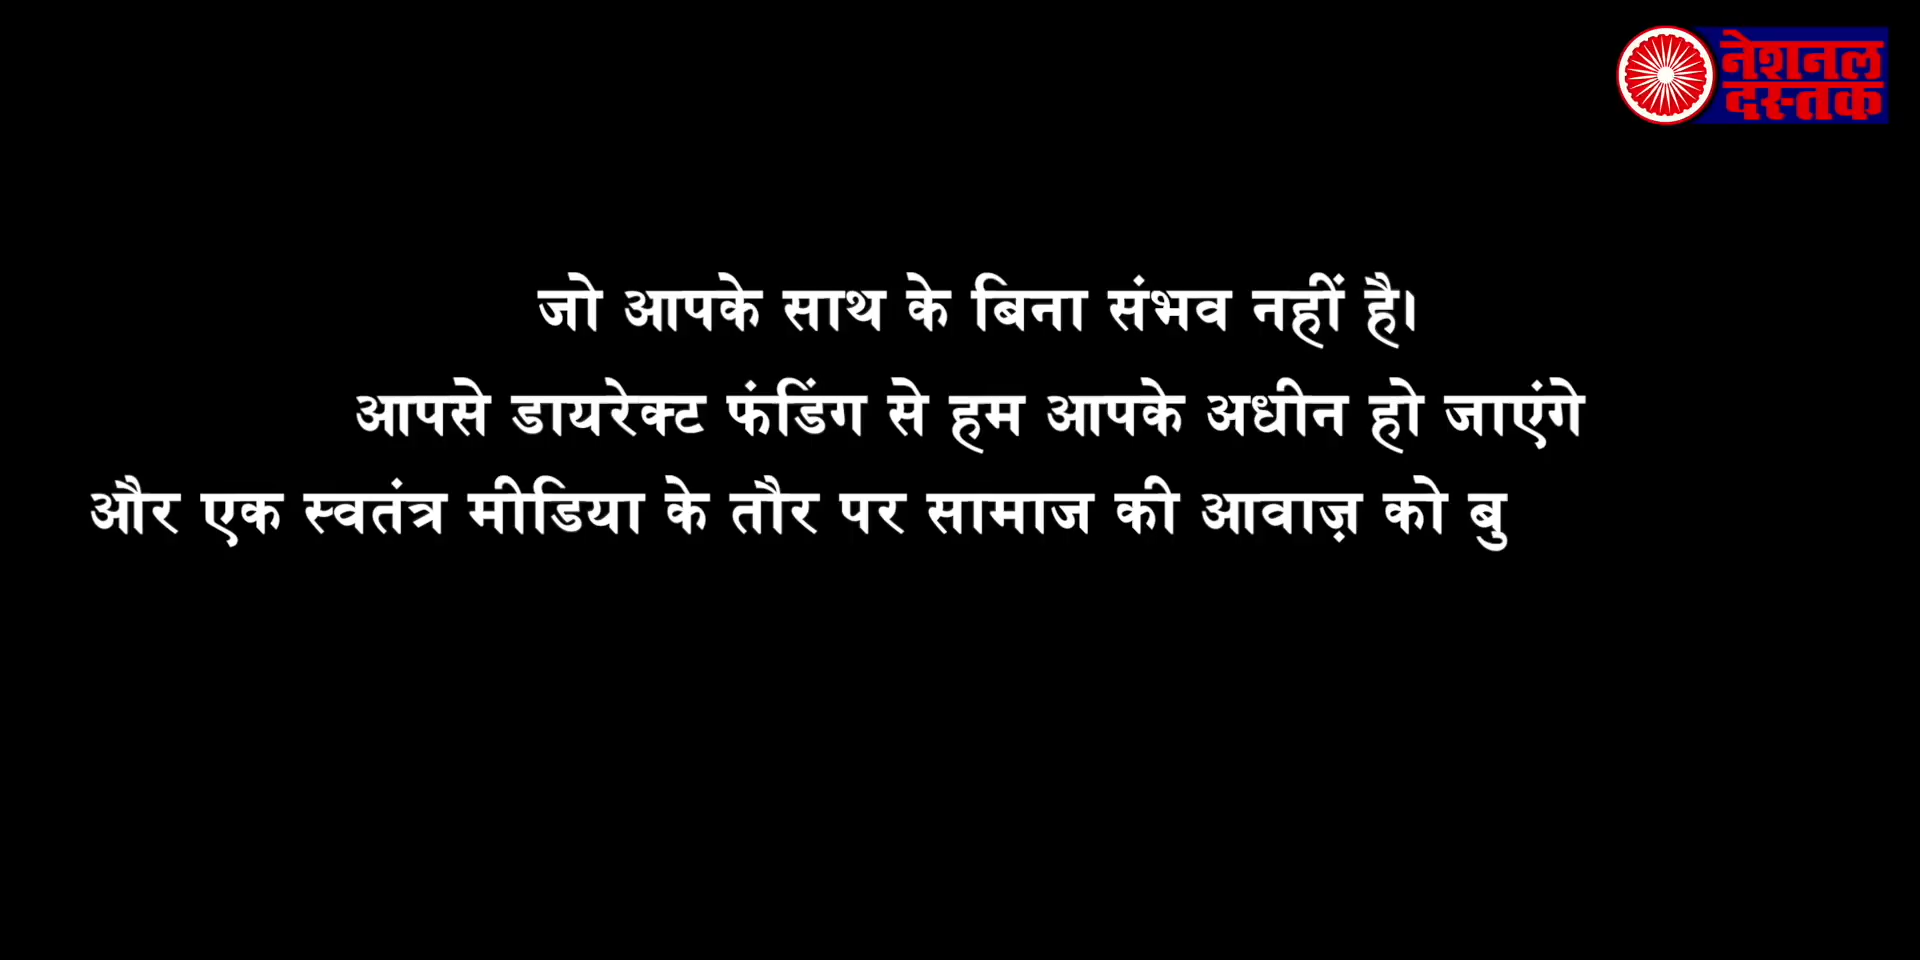 नेशनल
दस्तक
जो आपके साथ के बिना संभव नहीं है।
आपसे डायरेक्ट फंडिंग से हम आपके अधीन हो जाएंगे
और एक स्वतंत्र मीडिया के तौर पर सामाज की आवाज़ को बु